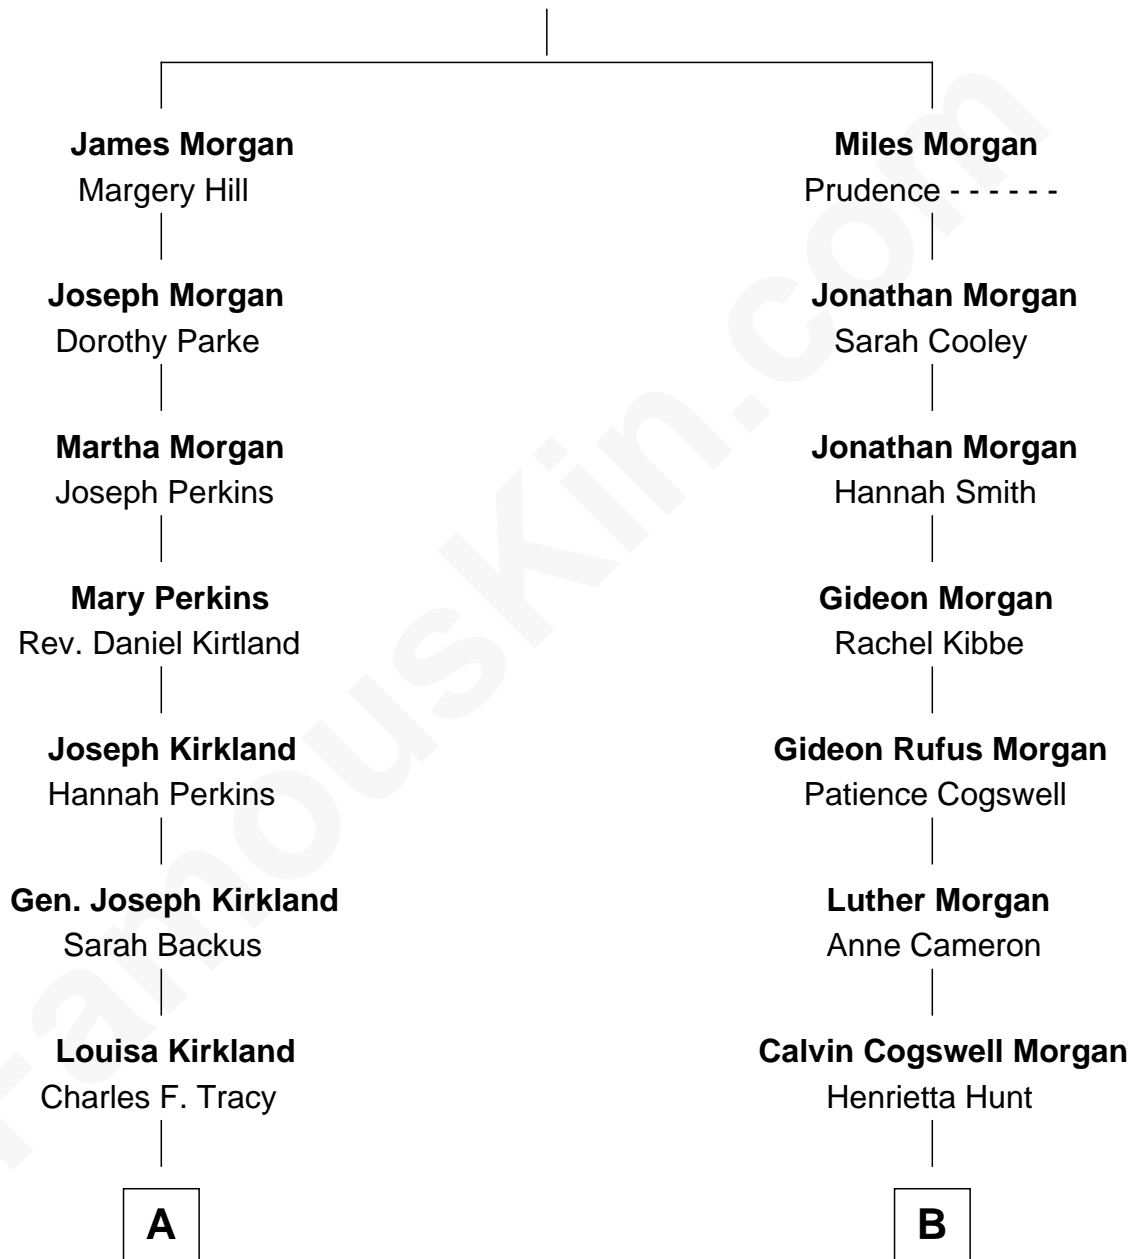 James Morgan
Margery Hill
Joseph Morgan
Dorothy Parke
Martha Morgan
Joseph Perkins
Mary Perkins
Rev. Daniel Kirtland
Joseph Kirkland
Hannah Perkins
Gen. Joseph Kirkland
Sarah Backus
Louisa Kirkland
Charles F. Tracy
A
Miles Morgan
Prudence - - - - - -
Jonathan Morgan
Sarah Cooley
Jonathan Morgan
Hannah Smith
Gideon Morgan
Rachel Kibbe
Gideon Rufus Morgan
Patience Cogswell
Luther Morgan
Anne Cameron
Calvin Cogswell Morgan
Henrietta Hunt
B
FamousKin.com